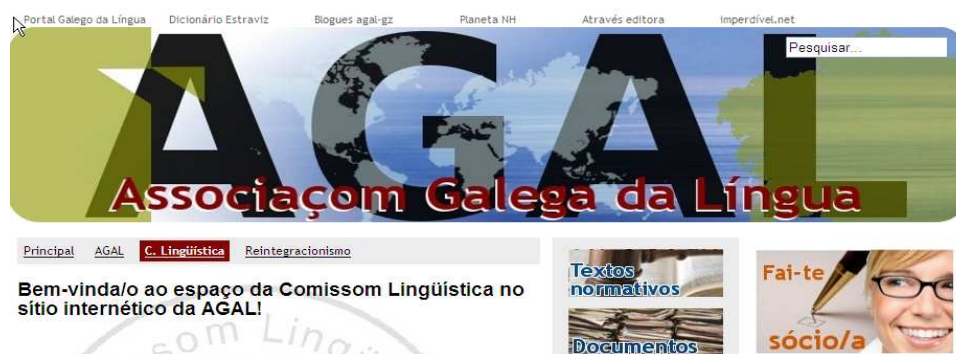 Portal Galego da Língua Dicionário Estraviz Blogues agal-gz Planeta NH Através editora imperdível.net
Pesquisar...
AGAL
Associaçom Galega da Língua
Principal AGAL C. Lingüística Reintegracionismo
Bem-vinda/o ao espaço da Comissom Lingüística no
sítio internético da AGAL!
Textos
normativos
Documentos
Fai-te
sócio/a